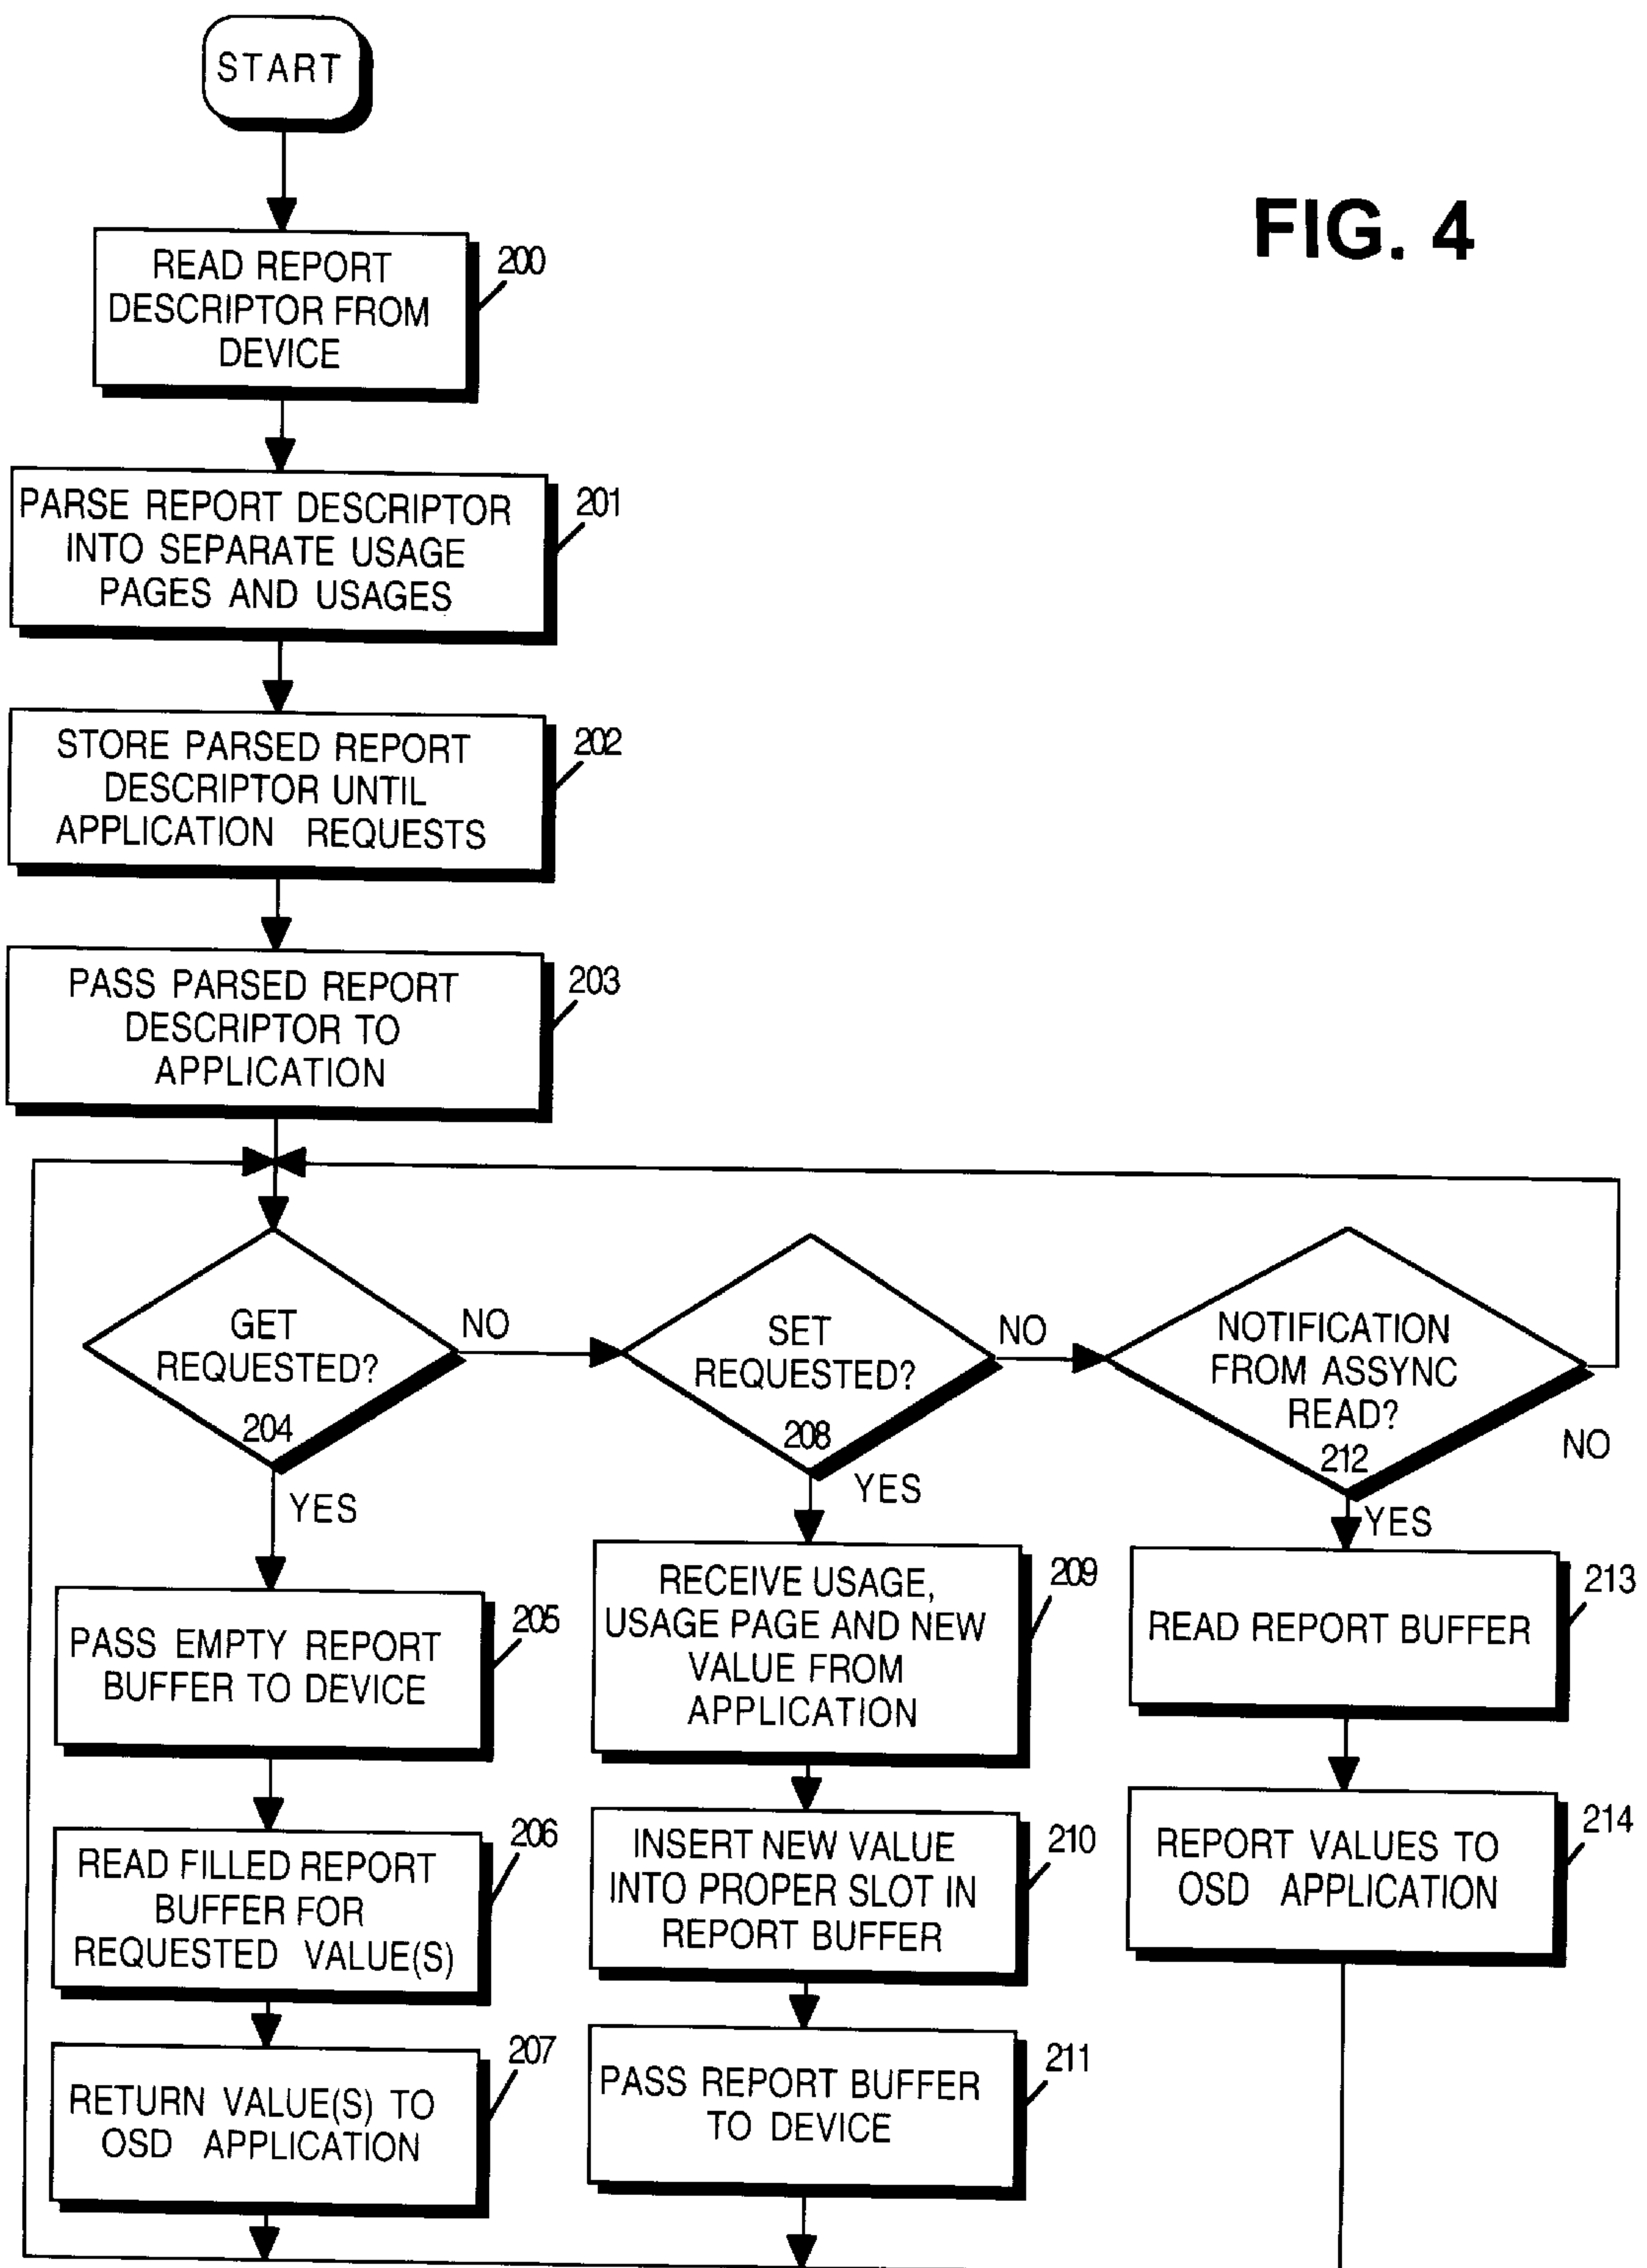 START
FIG. 4
READ REPORT
DESCRIPTOR FROM
DEVICE
200
PARSE REPORT DESCRIPTOR
INTO SEPARATE USAGE
PAGES AND USAGES
201
STORE PARSED REPORT
DESCRIPTOR UNTIL
APPLICATION REQUESTS
202
PASS PARSED REPORT
DESCRIPTOR TO
APPLICATION
203
GET
REQUESTED?
204
NO
YES
SET
REQUESTED?
208
NO
YES
NOTIFICATION
FROM ASSYNC
READ?
212
NO
YES
PASS EMPTY REPORT
BUFFER TO DEVICE
205
READ FILLED REPORT
BUFFER FOR
REQUESTED VALUE(S)
206
RETURN VALUE(S) TO
OSD APPLICATION
207
RECEIVE USAGE,
USAGE PAGE AND NEW
VALUE FROM
APPLICATION
209
INSERT NEW VALUE
INTO PROPER SLOT IN
REPORT BUFFER
210
PASS REPORT BUFFER
TO DEVICE
211
READ REPORT BUFFER
213
REPORT VALUES TO
OSD APPLICATION
214